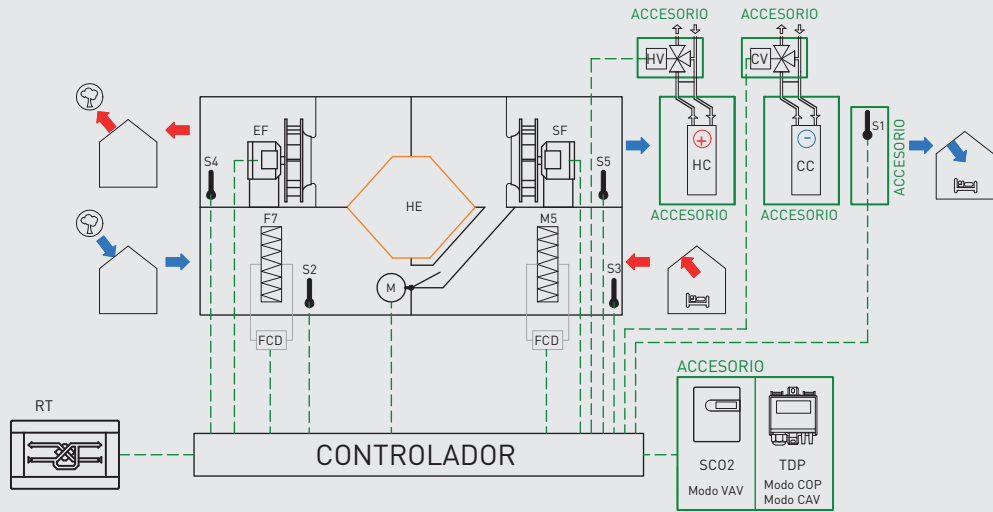 ACCESORIO
ACCESORIO
HV
CV
S1
ACCESORIO
EF
SF
S4
S5
HC
CC
HE
ACCESORIO
ACCESORIO
F7
M5
S2
M
S3
FCD
FCD
ACCESORIO
RT
CONTROLADOR
SCO2
TDP
Modo VAV
Modo COP
Modo CAV